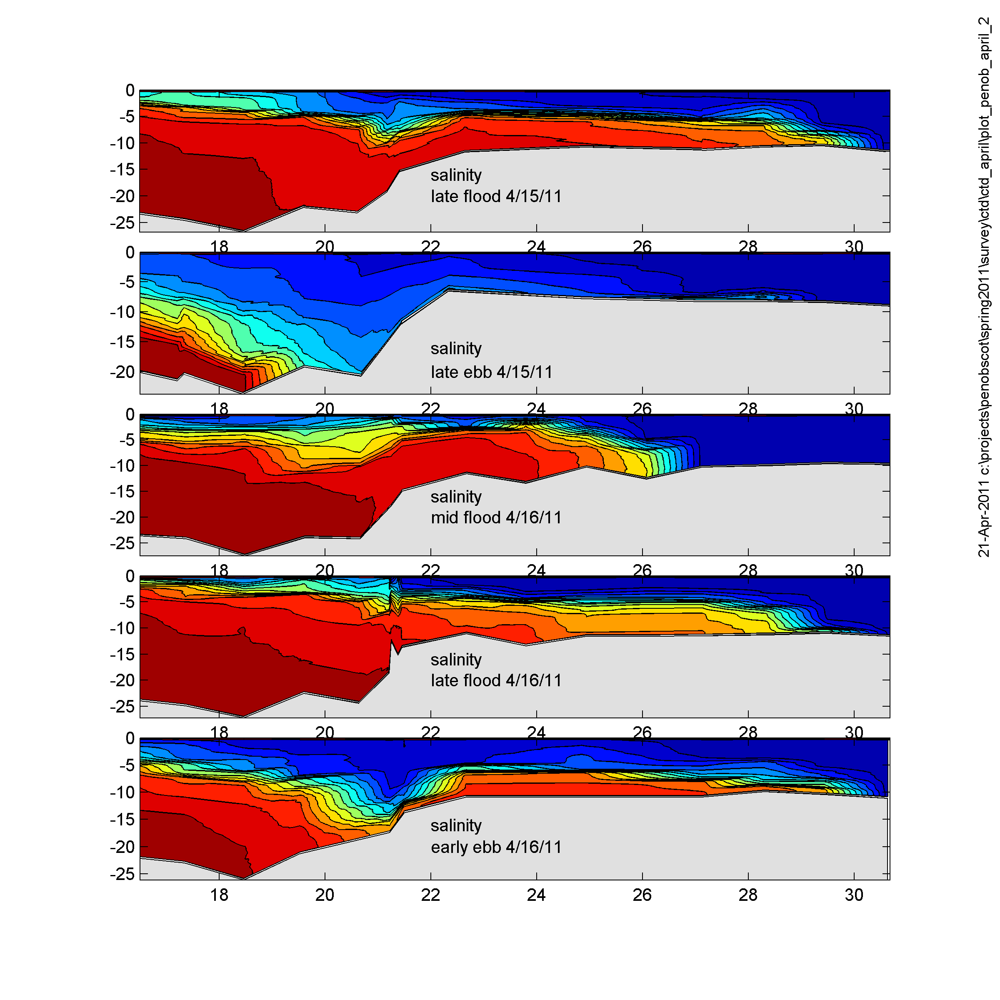 21-Apr-2011 c:\projects\penobscot\spring2011\survey\ctd\ctd_april\plot_penob_april_2
0
-5
-10
-15
-20
-25
salinity
late flood 4/15/11
18 20 22 24 26 28 30
0
-5
-10
-15
-20
salinity
late ebb 4/15/11
18 20 22 24 26 28 30
0
-5
-10
-15
-20
-25
salinity
mid flood 4/16/11
18 20 22 24 26 28 30
0
-5
-10
-15
-20
-25
salinity
late flood 4/16/11
18 20 22 24 26 28 30
0
-5
-10
-15
-20
-25
salinity
early ebb 4/16/11
18 20 22 24 26 28 30